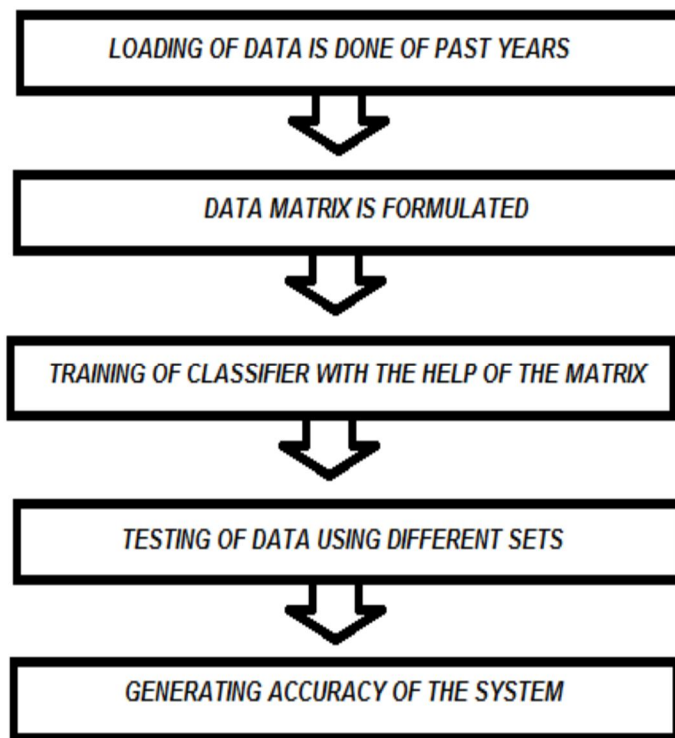 LOADING OF DATA IS DONE OF PAST YEARS
DATA MATRIX IS FORMULATED
TRAINING OF CLASSIFIER WITH THE HELP OF THE MATRIX
TESTING OF DATA USING DIFFERENT SETS
GENERATING ACCURACY OF THE SYSTEM